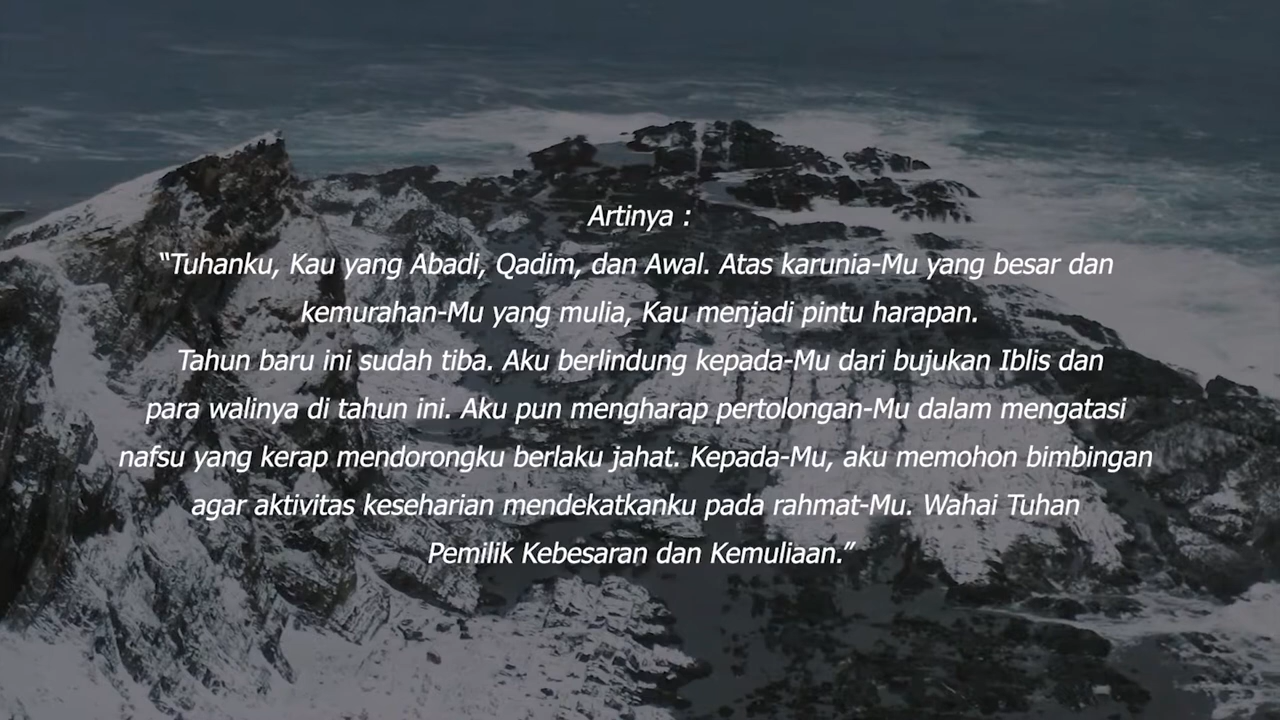 Artinya :
“Tuhanku, Kau yang Abadi, Qadim, dan Awal. Atas karunia-Mu yang besar dan
kemurahan-Mu yang mulia, Kau menjadi pintu harapan.
Tahun baru ini sudah tiba. Aku berlindung kepada-Mu dari bujukan Iblis dan
para walinya di tahun ini. Aku pun mengharap pertolongan-Mu dalam mengatasi
nafsu yang kerap mendorongku berlaku jahat. Kepada-Mu, aku memohon bimbingan
agar aktivitas keseharian mendekatkanku pada rahmat-Mu. Wahai Tuhan
Pemilik Kebesaran dan Kemuliaan.”